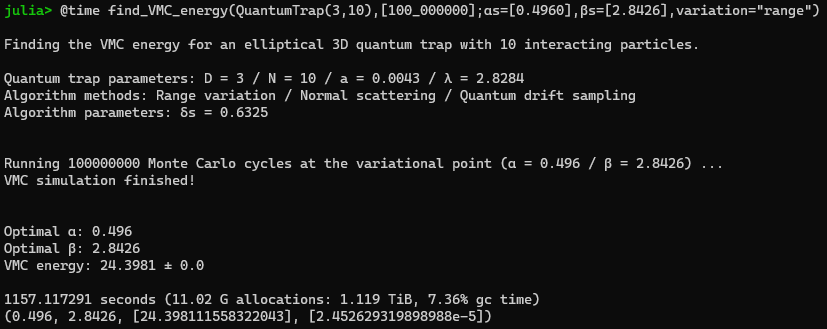 julia> @time find_VMC_energy(QuantumTrap(3,10),[100_000000];αs=[0.4960],βs=[2.8426],variation="range")
Finding the VMC energy for an elliptical 3D quantum trap with 10 interacting particles.
Quantum trap parameters: D = 3 / N = 10 / a = 0.0043 / λ = 2.8284
Algorithm methods: Range variation / Normal scattering / Quantum drift sampling
Algorithm parameters: δs = 0.6325
Running 100000000 Monte Carlo cycles at the variational point (α = 0.496 / β = 2.8426) ...
VMC simulation finished!
Optimal α: 0.496
Optimal β: 2.8426
VMC energy: 24.3981 ± 0.0
1157.117291 seconds (11.02 G allocations: 1.119 TiB, 7.36% gc time)
(0.496, 2.8426, [24.398111558322043], [2.452629319898988e-5])